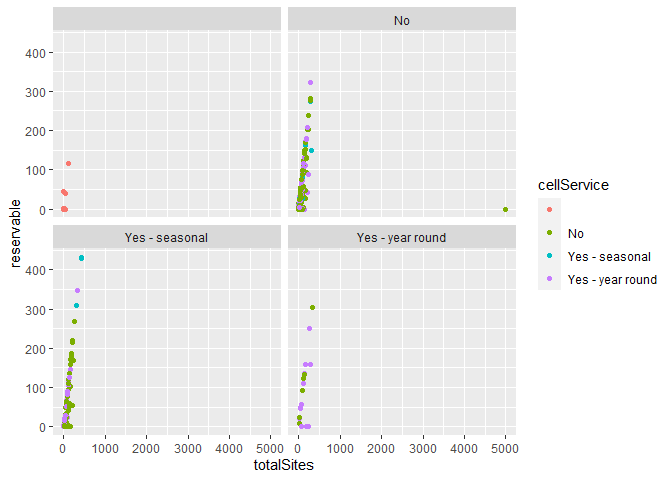 No
400
300
200
100
0
reservable
Yes - seasonal
Yes - year round
400
300
200
100
0
0 1000 2000 3000 4000 5000 0 1000 2000 3000 4000 5000
totalSites
cellService
No
Yes - seasonal
Yes - year round